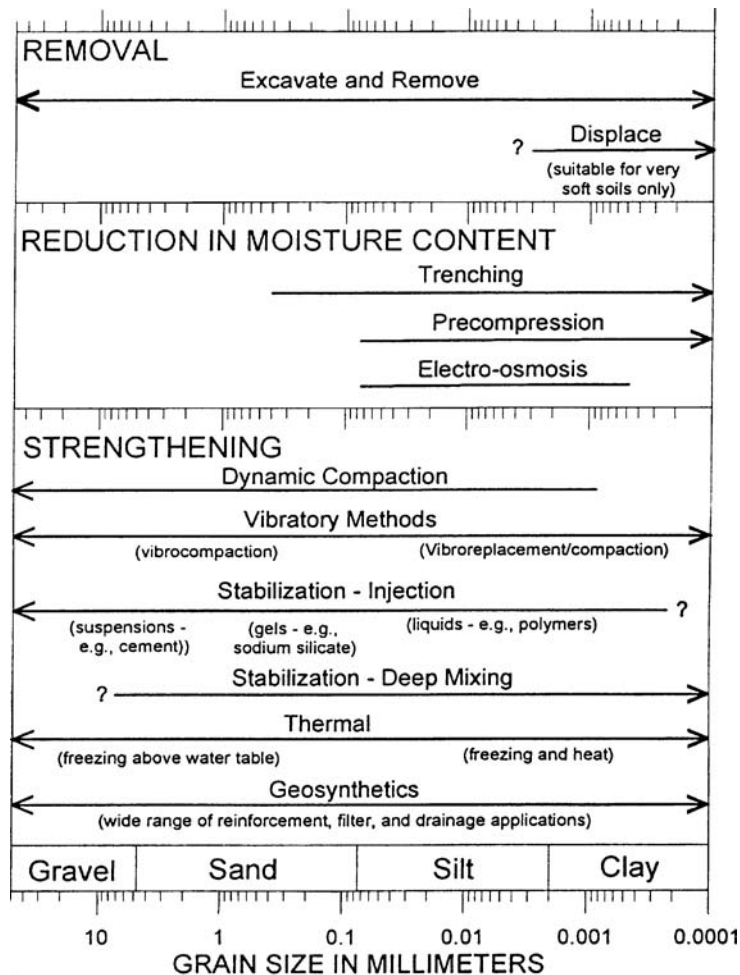 REMOVAL
Excavate and Remove
? Displace
(suitable for very
soft soils only)
REDUCTION IN MOISTURE CONTENT
Trenching
Precompression
Electro-osmosis
STRENGTHENING
Dynamic Compaction
Vibratory Methods
(vibrocompaction) (Vibroreplacement/compaction)
Stabilization - Injection
?
(suspensions - (gels - e.g., (liquids - e.g., polymers)
e.g., cement)) sodium silicate)
Stabilization - Deep Mixing
?
Thermal
(freezing above water table) (freezing and heat)
Geosynthetics
(wide range of reinforcement, filter, and drainage applications)
Gravel Sand Silt Clay
10 1 0.1 0.01 0.001 0.0001
GRAIN SIZE IN MILLIMETERS